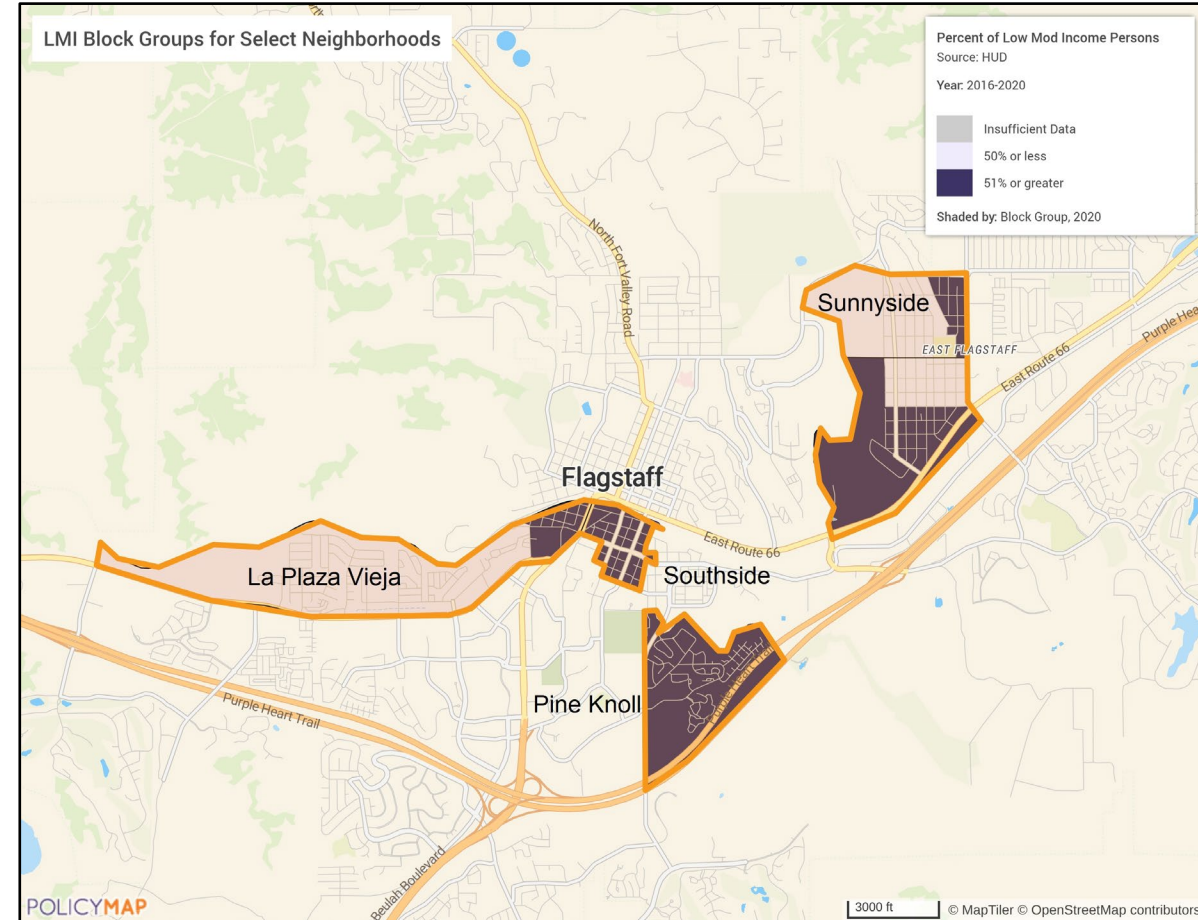 LMI Block Groups for Select Neighborhoods
Percent of Low Mod Income Persons
Source: HUD
Year: 2016-2020
Insufficient Data
50% or less
51% or greater
Shaded by: Block Group, 2020
North Fort Valley Road
Sunnyside
EAST FLAGSTAFF
East Route 66
Purple Hea
Flagstaff
East Route 66
La Plaza Vieja
Southside
Pine Knoll
Purple Heart Trail
Purple Heart Trail
Beulah Boulevard
POLICYMAP
3000 ft
© MapTiler © OpenStreetMap contributors